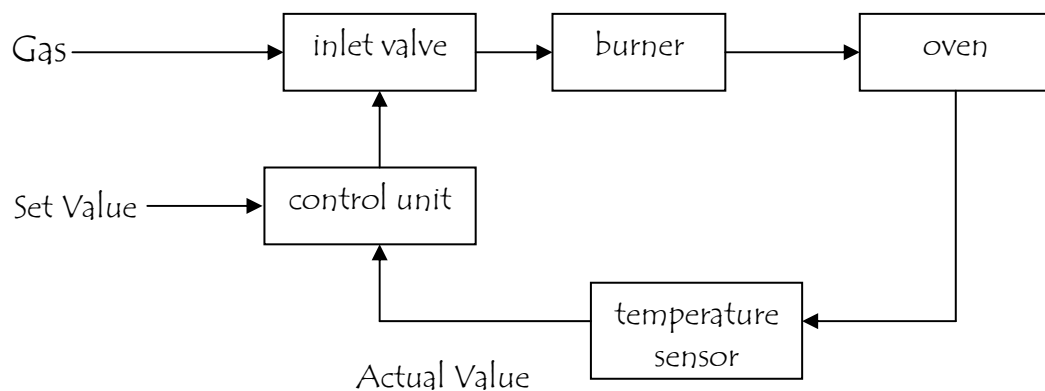 Gas
inlet valve
burner
oven
Set Value
control unit
temperature
sensor
Actual Value